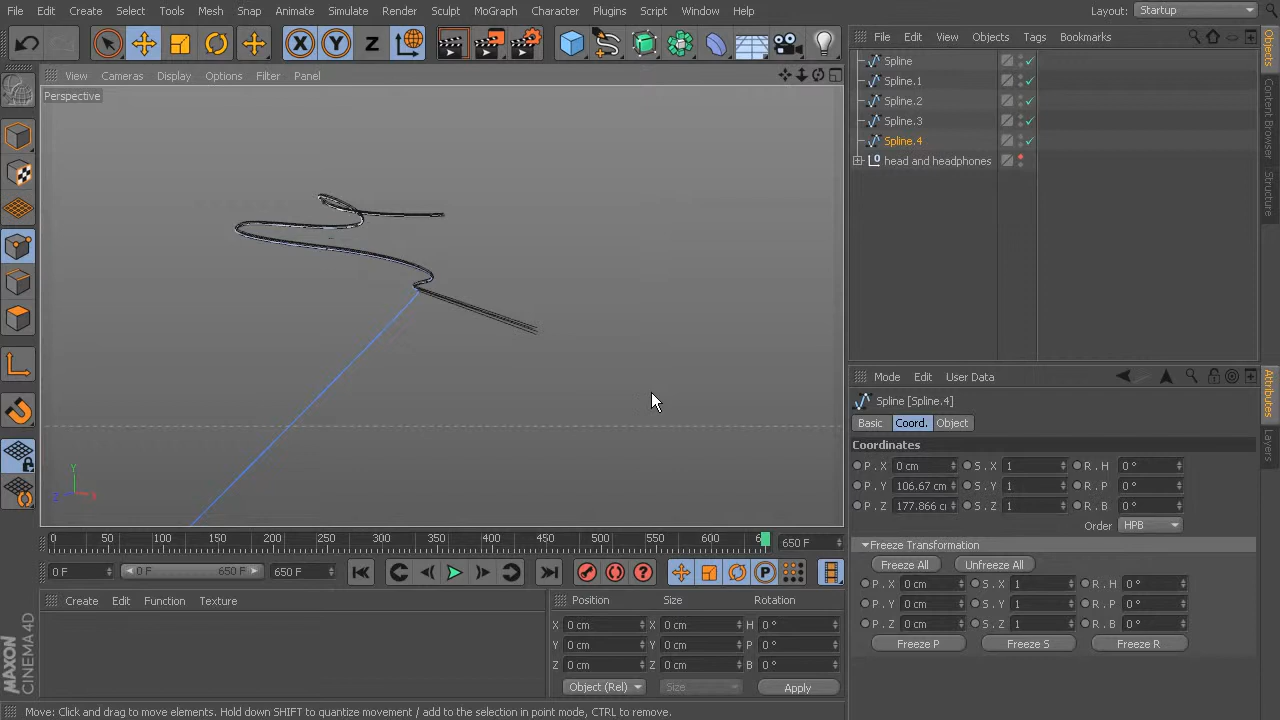 File Edit Create Select Tools Mesh Snap Animate Simulate Render Sculpt MoGraph Character Plugins Script Window Help Layout: Startup
X Y Z
File Edit View Objects Tags Bookmarks
Spline
Spline.1
Spline.2
Spline.3
Spline.4
head and headphones
Objects
Content Browser
Structure
View Cameras Display Options Filter Panel
Perspective
Y
X
Z
Mode Edit User Data
Attributes
Layers
Spline [Spline.4]
Basic Coord. Object
Coordinates
P . X 0 cm S . X 1 R . H 0 °
P . Y 106.67 cm S . Y 1 R . P 0 °
P . Z 177.866 c S . Z 1 R . B 0 °
Order HPB
Freeze Transformation
Freeze All Unfreeze All
P . X 0 cm S . X 1 R . H 0 °
P . Y 0 cm S . Y 1 R . P 0 °
P . Z 0 cm S . Z 1 R . B 0 °
Freeze P Freeze S Freeze R
0 50 100 150 200 250 300 350 400 450 500 550 600 650 F
0 F 0 F 650 F 650 F
P
Create Edit Function Texture
Position Size Rotation
X 0 cm X 0 cm H 0 °
Y 0 cm Y 0 cm P 0 °
Z 0 cm Z 0 cm B 0 °
Object (Rel) Size Apply
MAXON
CINEMA 4D
Move: Click and drag to move elements. Hold down SHIFT to quantize movement / add to the selection in point mode, CTRL to remove.